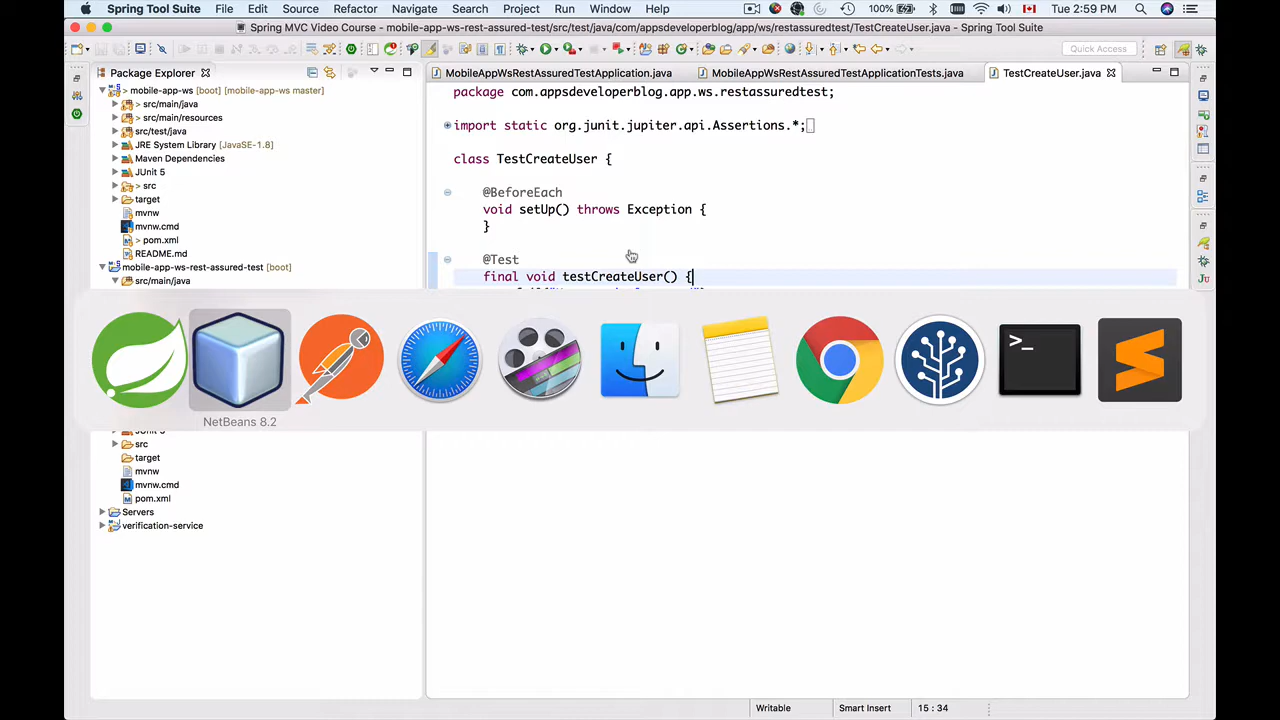 Spring Tool Suite File Edit Source Refactor Navigate Search Project Run Window Help 100% Tue 2:59 PM
Spring MVC Video Course - mobile-app-ws-rest-assured-test/src/test/java/com/appsdeveloperblog/app/ws/restassuredtest/TestCreateUser.java - Spring Tool Suite
Quick Access
Package Explorer
MobileAppWsRestAssuredTestApplication.java
MobileAppWsRestAssuredTestApplicationTests.java
TestCreateUser.java
> mobile-app-ws [boot] [mobile-app-ws master]
> src/main/java
> src/main/resources
src/test/java
JRE System Library [JavaSE-1.8]
Maven Dependencies
JUnit 5
> src
target
mvnw
mvnw.cmd
> pom.xml
README.md
mobile-app-ws-rest-assured-test [boot]
src/main/java
src
target
mvnw
mvnw.cmd
pom.xml
Servers
verification-service
package com.appsdeveloperblog.app.ws.restassuredtest;
import static org.junit.jupiter.api.Assertions.*;
class TestCreateUser {
@BeforeEach
void setUp() throws Exception {
}
@Test
final void testCreateUser() {
>_
NetBeans 8.2
Writable Smart Insert 15 : 34